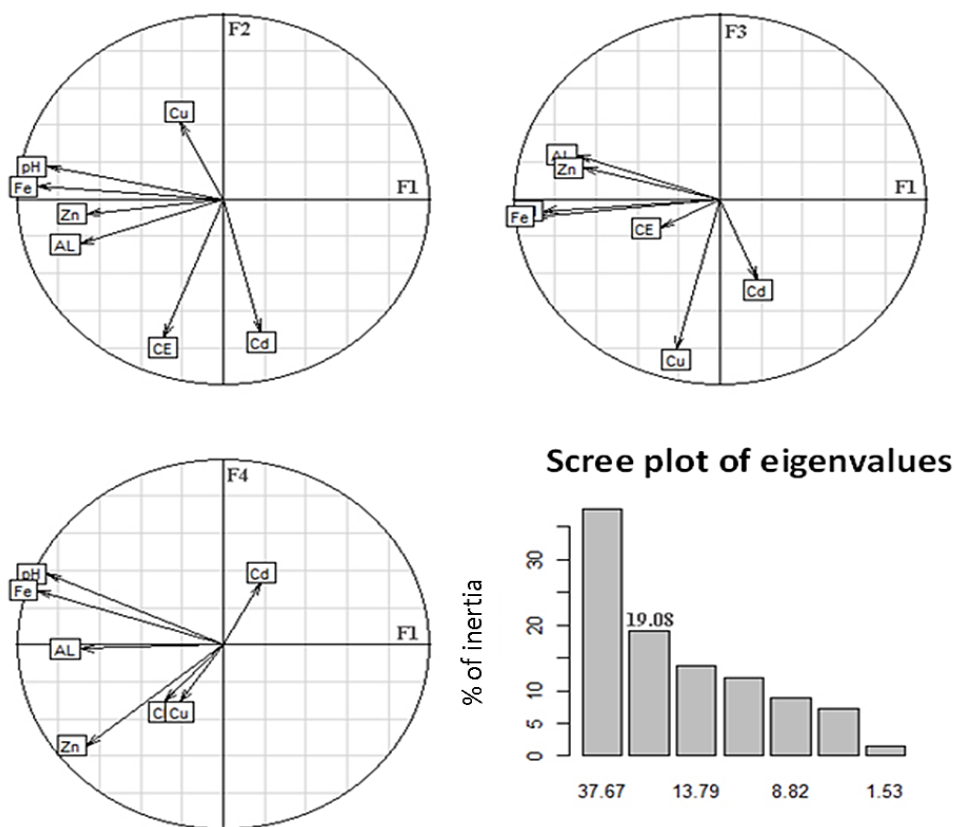 F2
Cu
pH
F1
Fe
Zn
AL
CE
Cd
F3
AL
Zn
F1
Fe
CE
Cd
Cu
F4
pH
Cd
Fe
F1
AL
C
Cu
Zn
Scree plot of eigenvalues
% of inertia
30
20
10
5
0
19.08
37.67
13.79
8.82
1.53